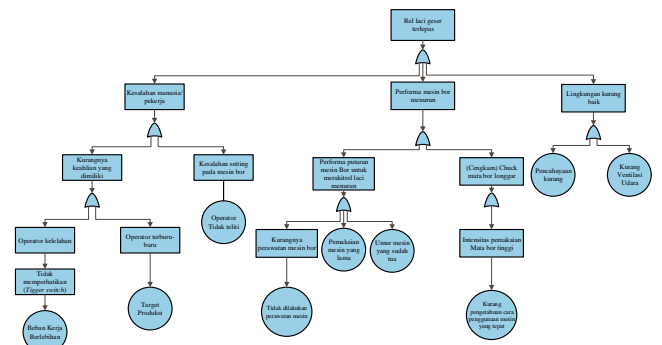 Rel laci geser
terlepas
Kesalahan manusia/
pekerja
Performa mesin bor
menurun
Lingkungan kurang
baik
Kurangnya
keahlian yang
dimiliki
Kesalahan setting
pada mesin bor
Performa putaran
mesin Bor untuk
merakitrel laci
menurun
(Cengkam) Chuck
mata bor longgar
Pencahayaan
kurang
Kurang
Ventilasi
Udara
Operator kelelahan
Operator terburu-
buru
Operator
Tidak teliti
Kurangnya
perawatan mesin bor
Pemakaian
mesin yang
lama
Umur mesin
yang sudah
tua
Intensitas pemakaian
Mata bor tinggi
Tidak
memperhatikan
(Tigger switch)
Target
Produksi
Tidak dilakukan
perawatan mesin
Kurang
pengetahuan cara
penggunaan mesin
yang tepat
Beban Kerja
Berlebihan